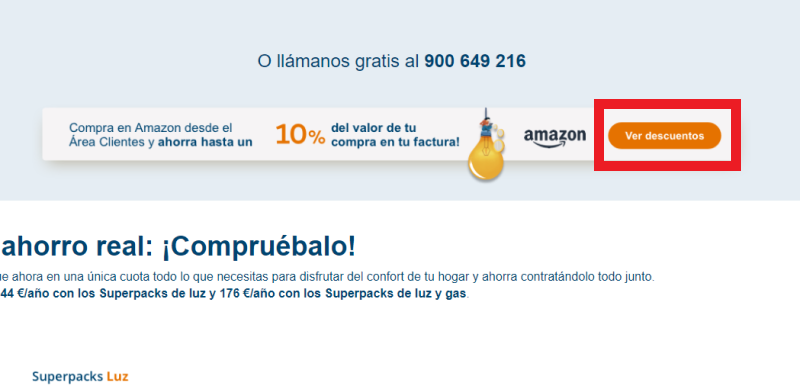 O llámanos gratis al 900 649 216
Compra en Amazon desde el
Área Clientes y ahorra hasta un
10%
del valor de tu
compra en tu factura!
amazon
Ver descuentos
ahorro real: ¡Compruébalo!
ue ahora en una única cuota todo lo que necesitas para disfrutar del confort de tu hogar y ahorra contratándolo todo junto.
44 €/año con los Superpacks de luz y 176 €/año con los Superpacks de luz y gas.
Superpacks Luz